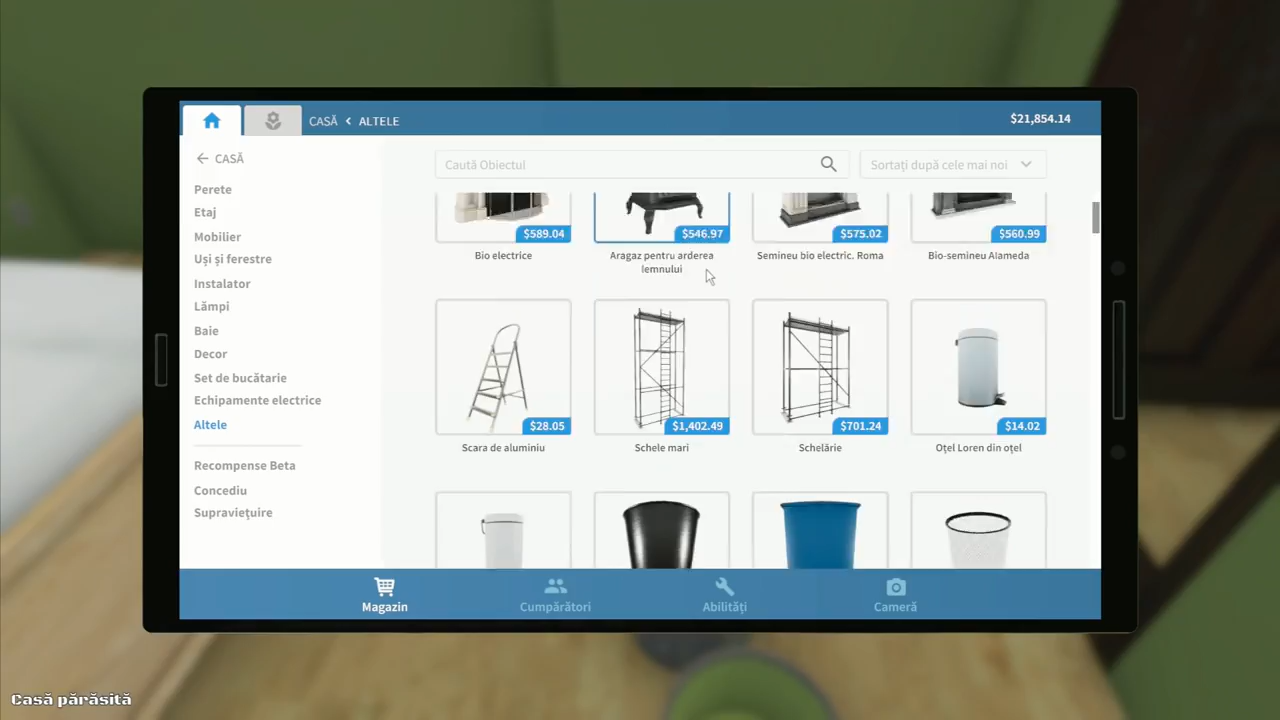 CASĂ < ALTELE
$21,854.14
CASĂ
Caută Obiectul
Sortați după cele mai noi
Perete
Etaj
Mobilier
Uși și ferestre
Instalator
Lămpi
Baie
Decor
Set de bucătarie
Echipamente electrice
Altele
Recompense Beta
Concediu
Supraviețuire
$589.04
$546.97
$575.02
$560.99
Bio electrice
Aragaz pentru arderea
lemnului
Semineu bio electric. Roma
Bio-semineu Alameda
$28.05
$1,402.49
$701.24
$14.02
Scara de aluminiu
Schele mari
Schelărie
Oțel Loren din oțel
Magazin
Cumpărători
Abilități
Cameră
Casă părăsită